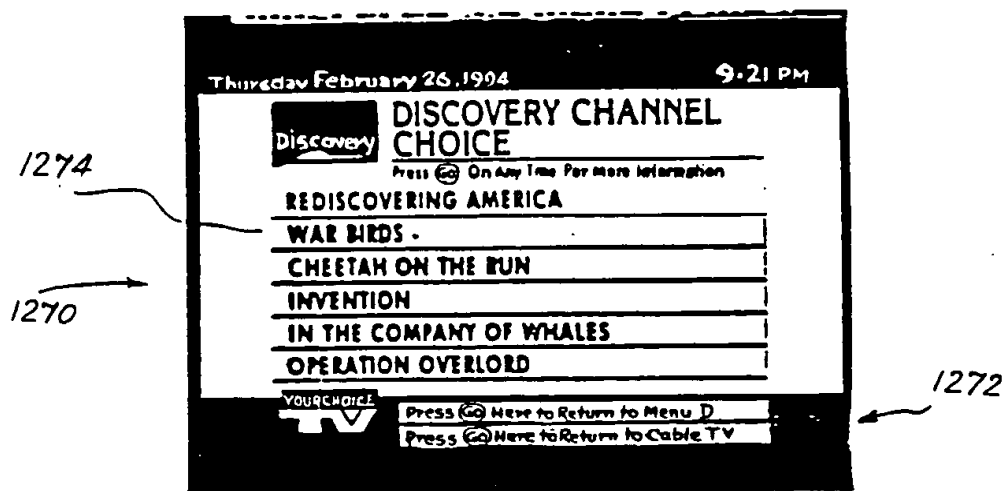 Thursday February 26, 1994
9·21 PM
Discovery
DISCOVERY CHANNEL
CHOICE
Press GO On Any Time For More Information
1274
REDISCOVERING AMERICA
WAR BIRDS
CHEETAH ON THE RUN
1270
INVENTION
IN THE COMPANY OF WHALES
OPERATION OVERLORD
1272
YOUR CHOICE
TV
Press GO Here to Return to Menu D
Press GO Here to Return to Cable TV